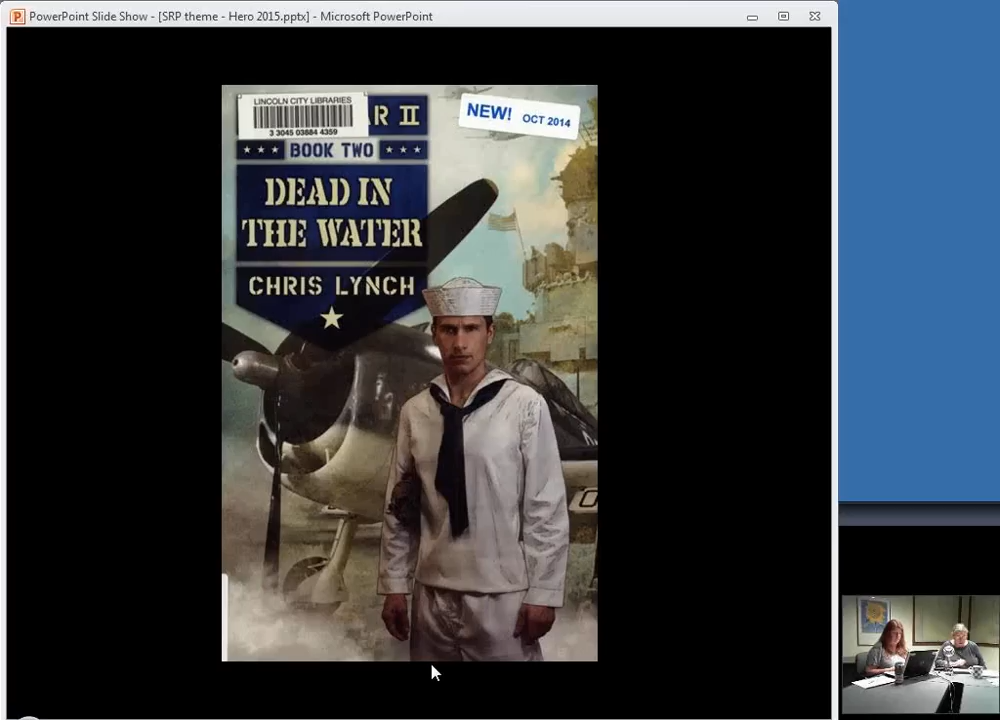 PowerPoint Slide Show - [SRP theme - Hero 2015.pptx] - Microsoft PowerPoint
LINCOLN CITY LIBRARIES
3 3045 03884 4359
II
NEW! OCT 2014
BOOK TWO
DEAD IN
THE WATER
CHRIS LYNCH